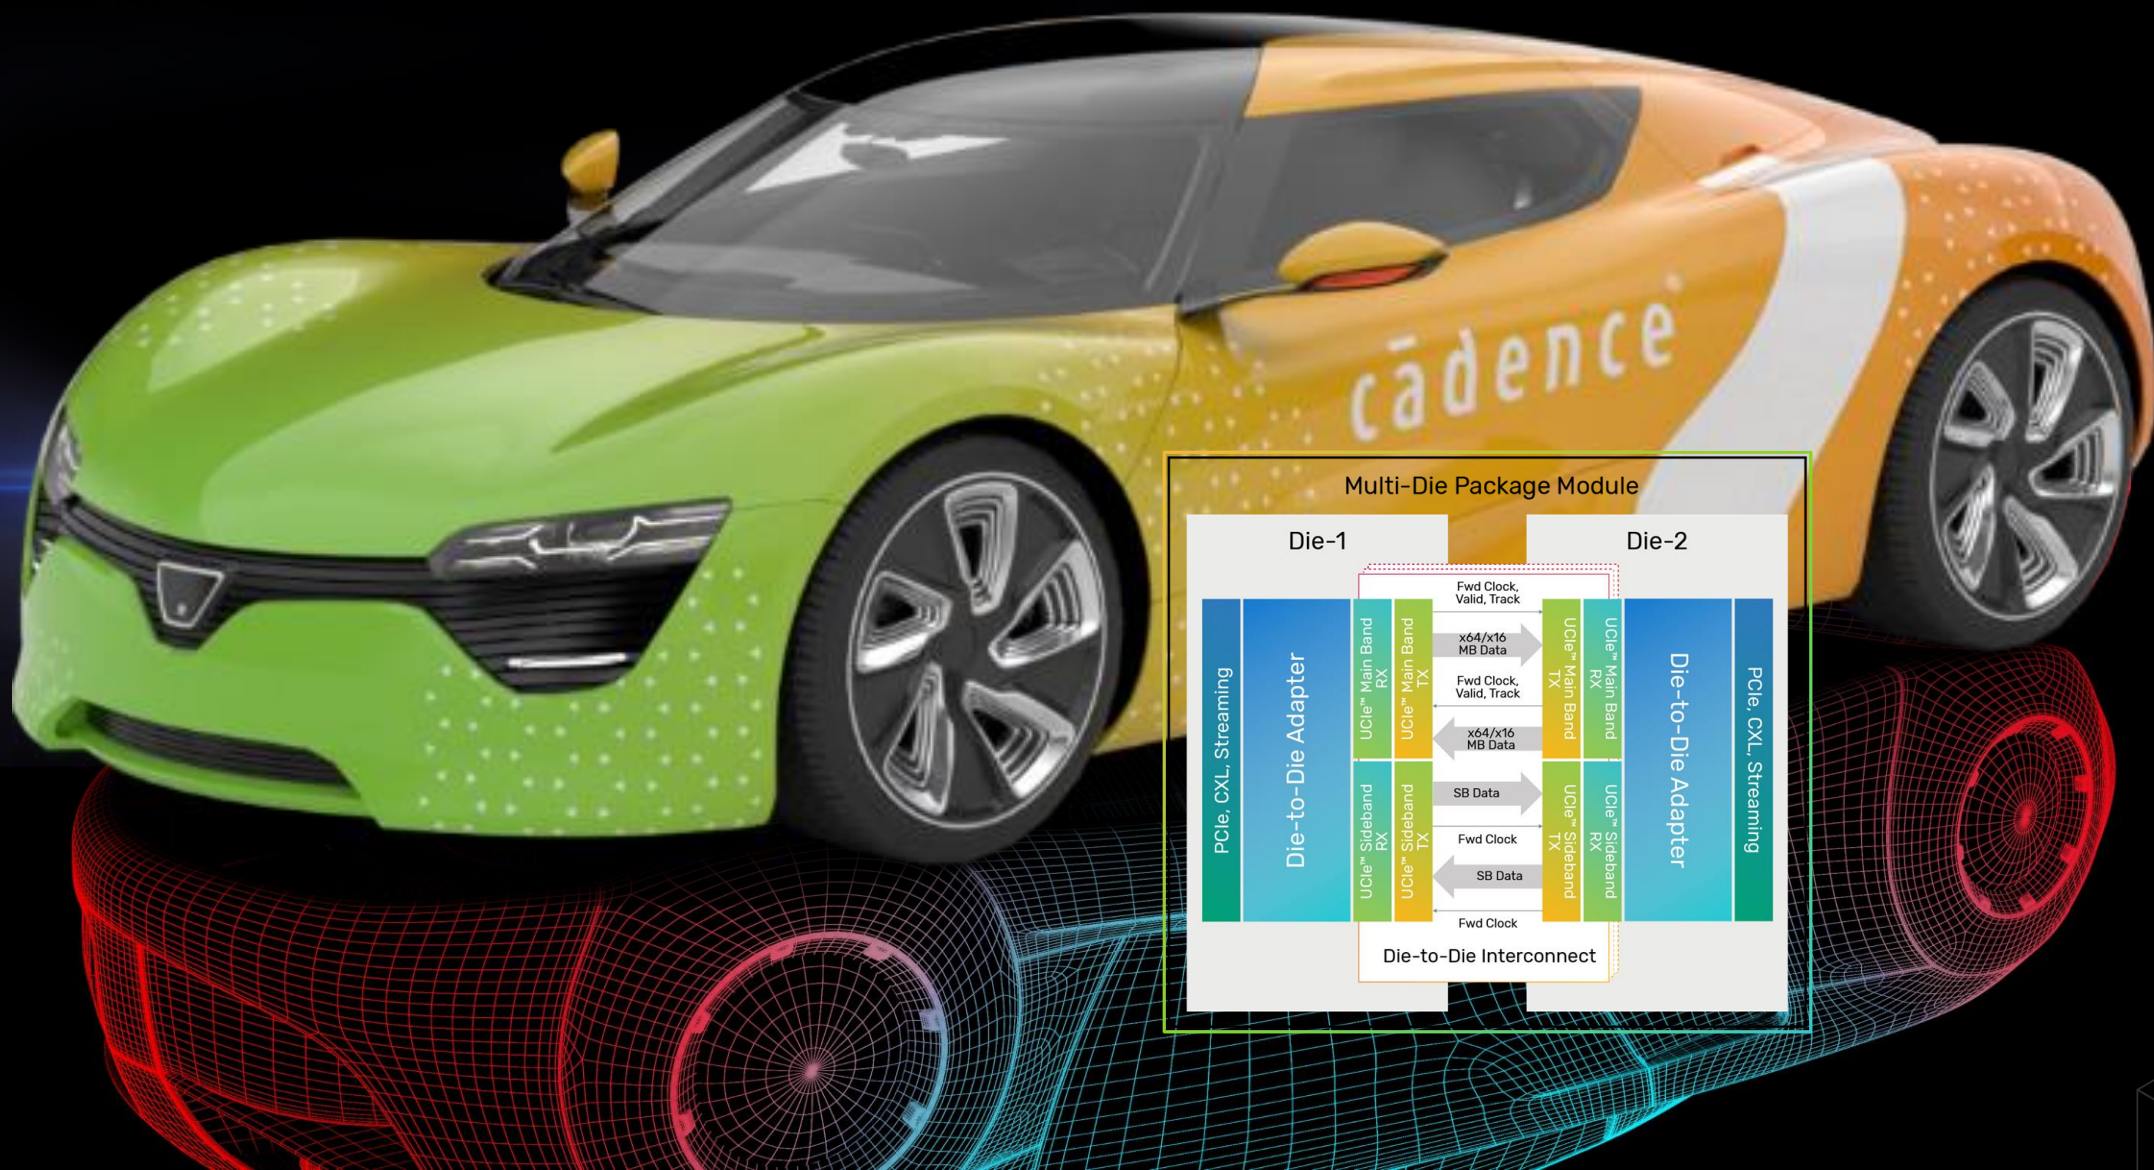 cādence®
Multi-Die Package Module
Die-1
Die-2
PCIe, CXL, Streaming
Die-to-Die Adapter
UCIe™ Main Band
RX
UCIe™ Main Band
TX
UCIe™ Sideband
RX
UCIe™ Sideband
TX
Fwd Clock,
Valid, Track
x64/x16
MB Data
Fwd Clock,
Valid, Track
x64/x16
MB Data
SB Data
Fwd Clock
SB Data
Fwd Clock
UCIe™ Main Band
TX
UCIe™ Main Band
RX
UCIe™ Sideband
TX
UCIe™ Sideband
RX
Die-to-Die Adapter
PCIe, CXL, Streaming
Die-to-Die Interconnect